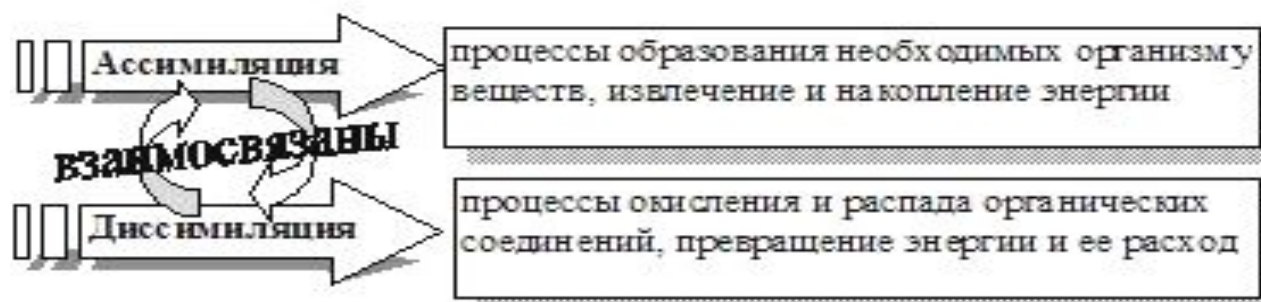 Ассимиляция
процессы образования необходимых организму
веществ, извлечение и накопление энергии
взаимосвязаны
Диссимиляция
процессы окисления и распада органических
соединений, превращение энергии и ее расход